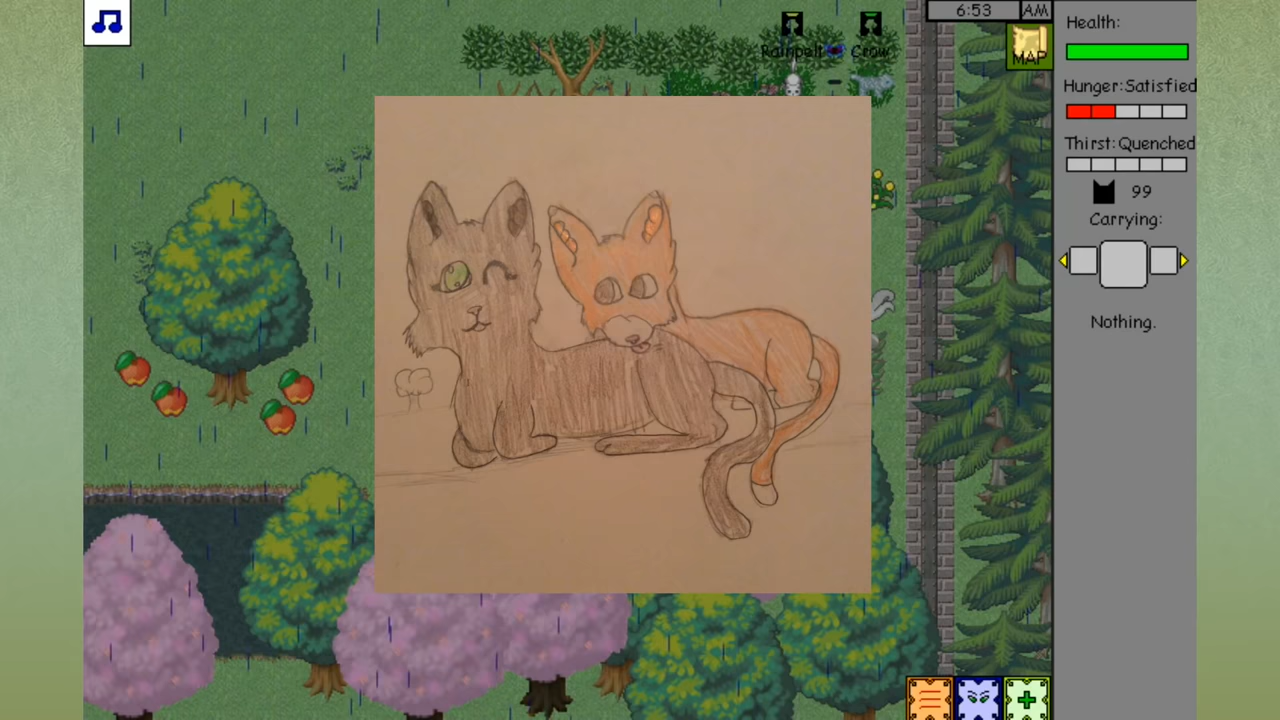 6:53 AM
MAP
Rainpelt Crow
Health:
Hunger:Satisfied
Thirst:Quenched
99
Carrying:
Nothing.